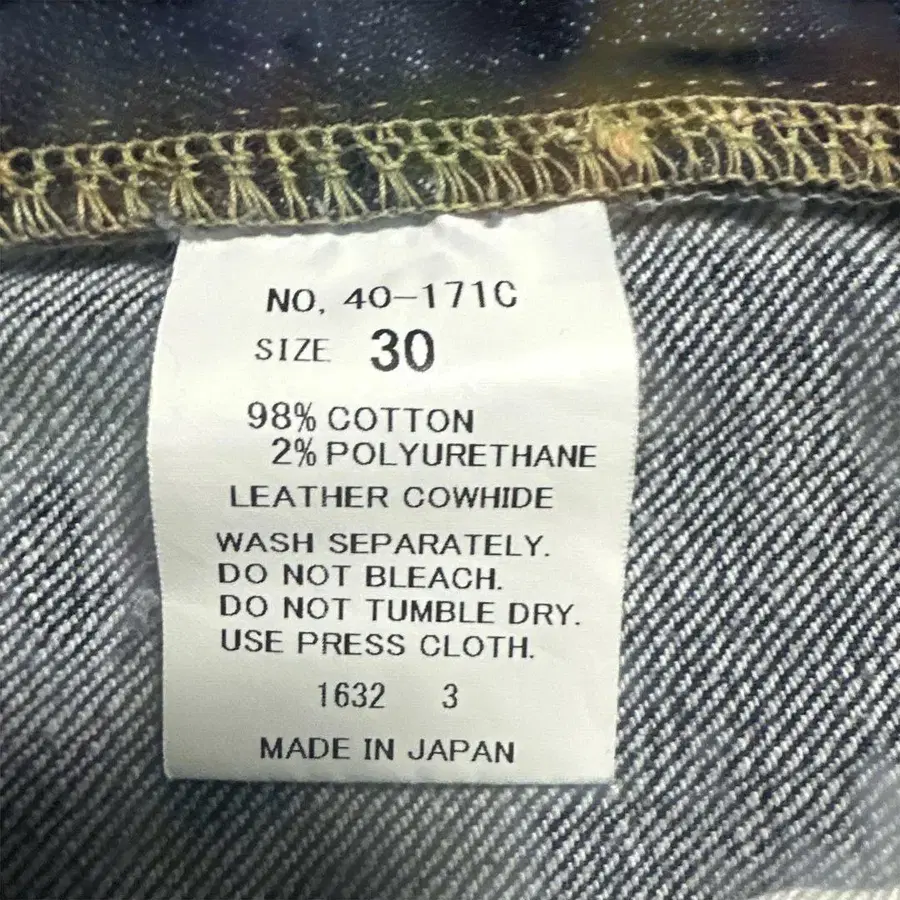 NO. 40-171C
SIZE 30
98% COTTON
2% POLYURETHANE
LEATHER COWHIDE
WASH SEPARATELY.
DO NOT BLEACH.
DO NOT TUMBLE DRY.
USE PRESS CLOTH.
1632 3
MADE IN JAPAN